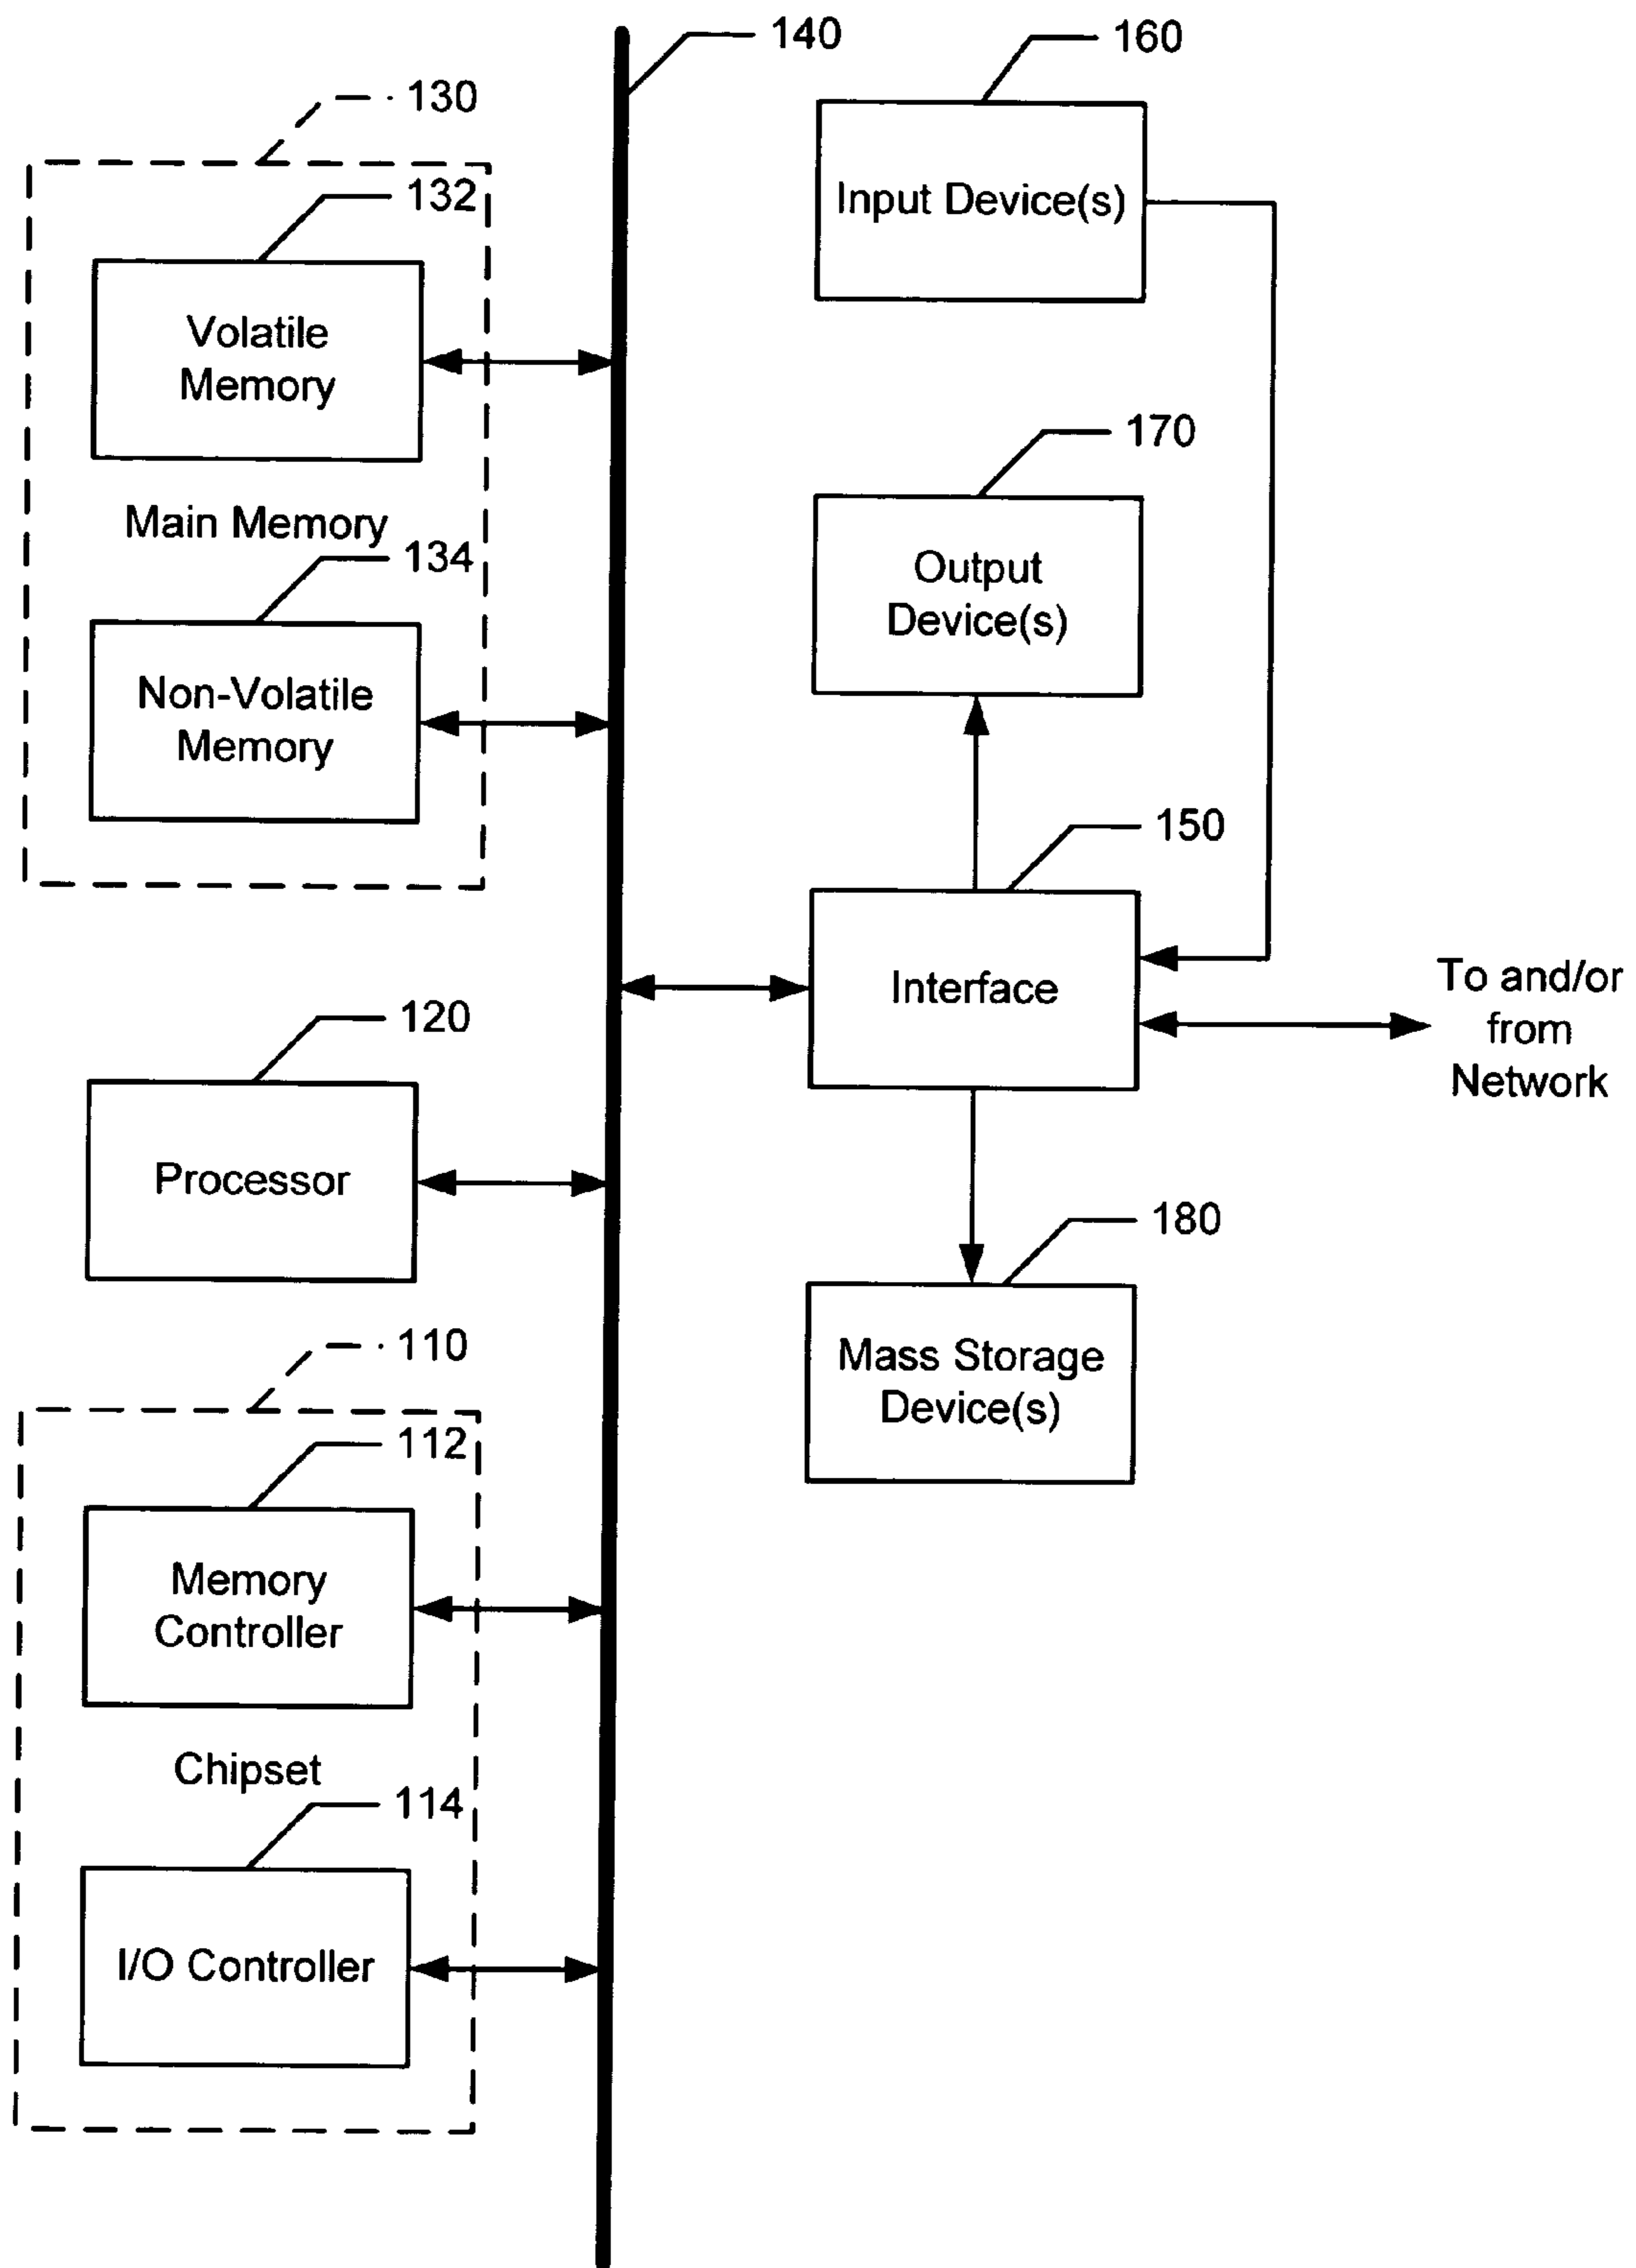 140
160
130
132
Input Device(s)
Volatile
Memory
170
Main Memory
134
Output
Device(s)
Non-Volatile
Memory
150
Interface
To and/or
from
Network
120
Processor
180
110
Mass Storage
Device(s)
112
Memory
Controller
Chipset
114
I/O Controller